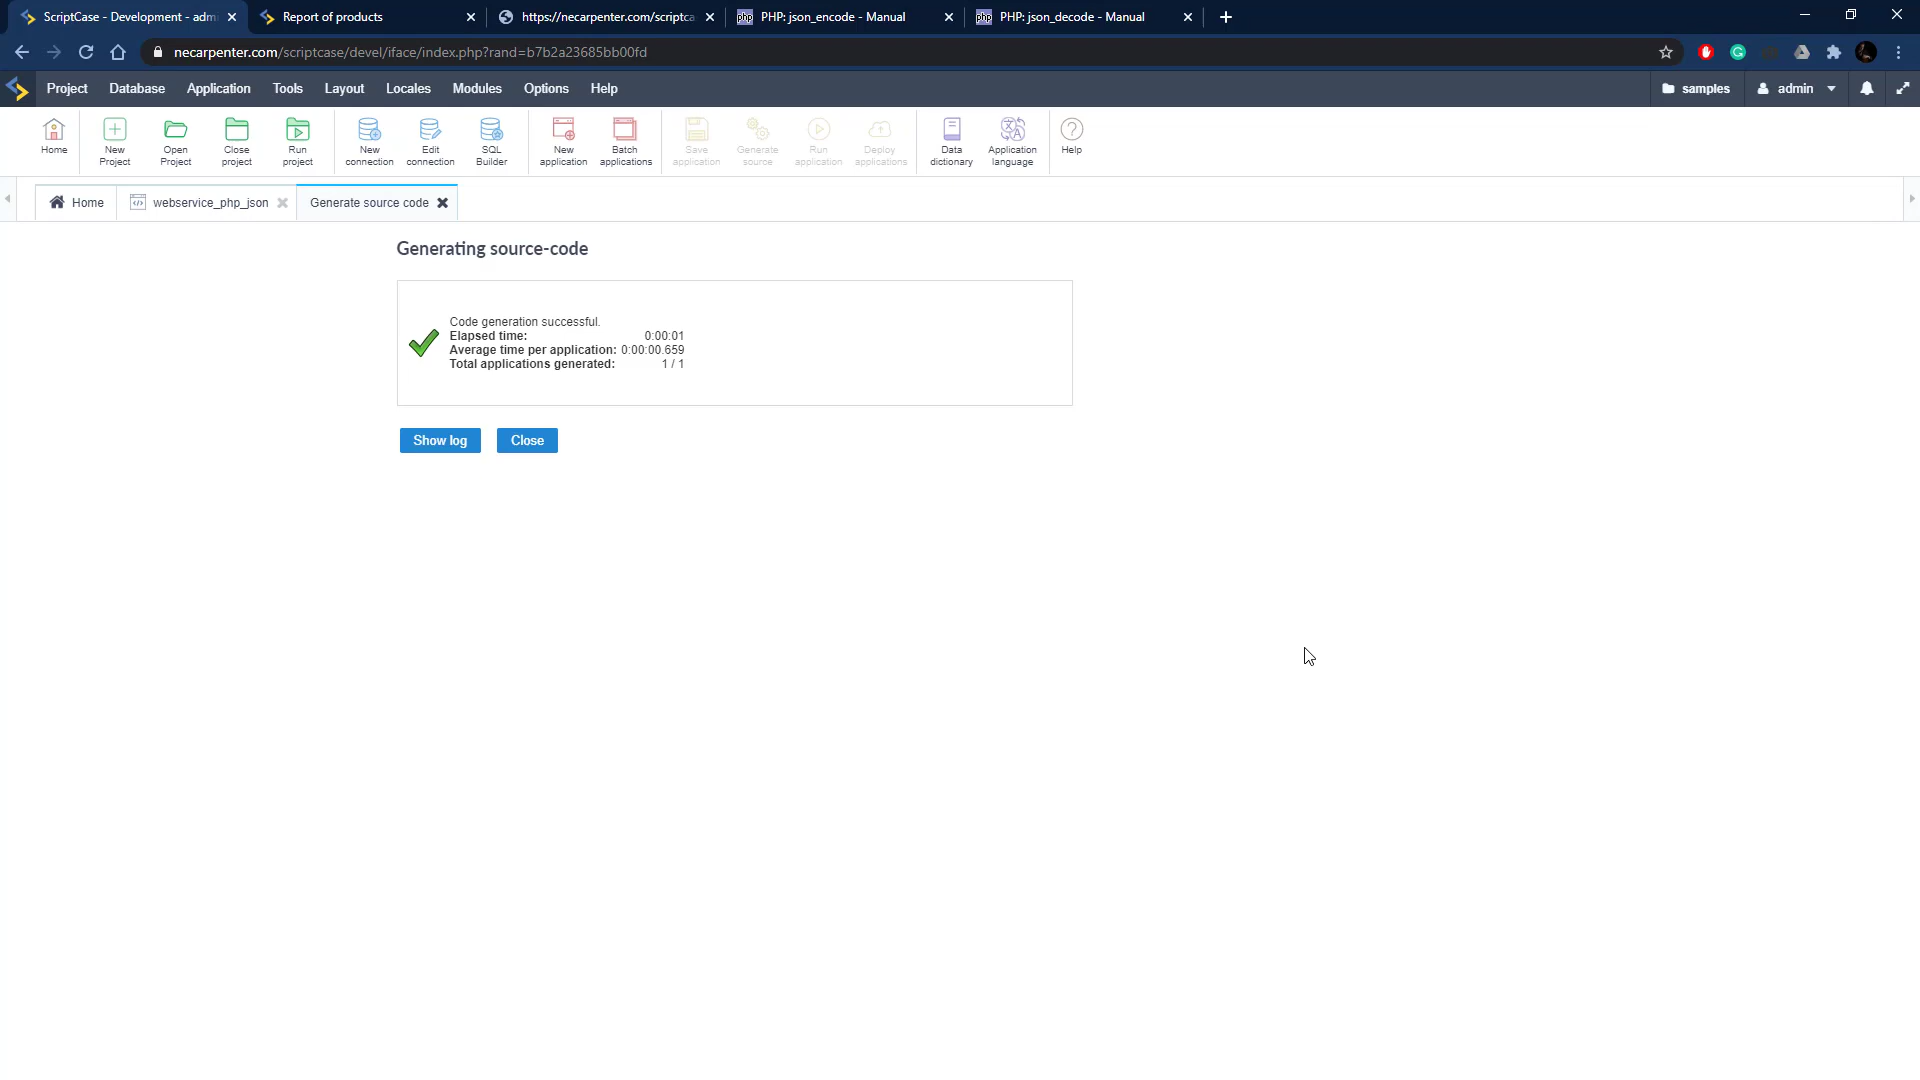 ScriptCase - Development - adm
Report of products
https://necarpenter.com/scriptca
PHP: json_encode - Manual
PHP: json_decode - Manual
necarpenter.com/scriptcase/devel/iface/index.php?rand=b7b2a23685bb00fd
Project Database Application Tools Layout Locales Modules Options Help
samples
admin
Home
New Project
Open Project
Close project
Run project
New connection
Edit connection
SQL Builder
New application
Batch applications
Save application
Generate source
Run application
Deploy applications
Data dictionary
Application language
Help
Home
webservice_php_json
Generate source code
Generating source-code
Code generation successful.
Elapsed time: 0:00:01
Average time per application: 0:00:00.659
Total applications generated: 1 / 1
Show log
Close